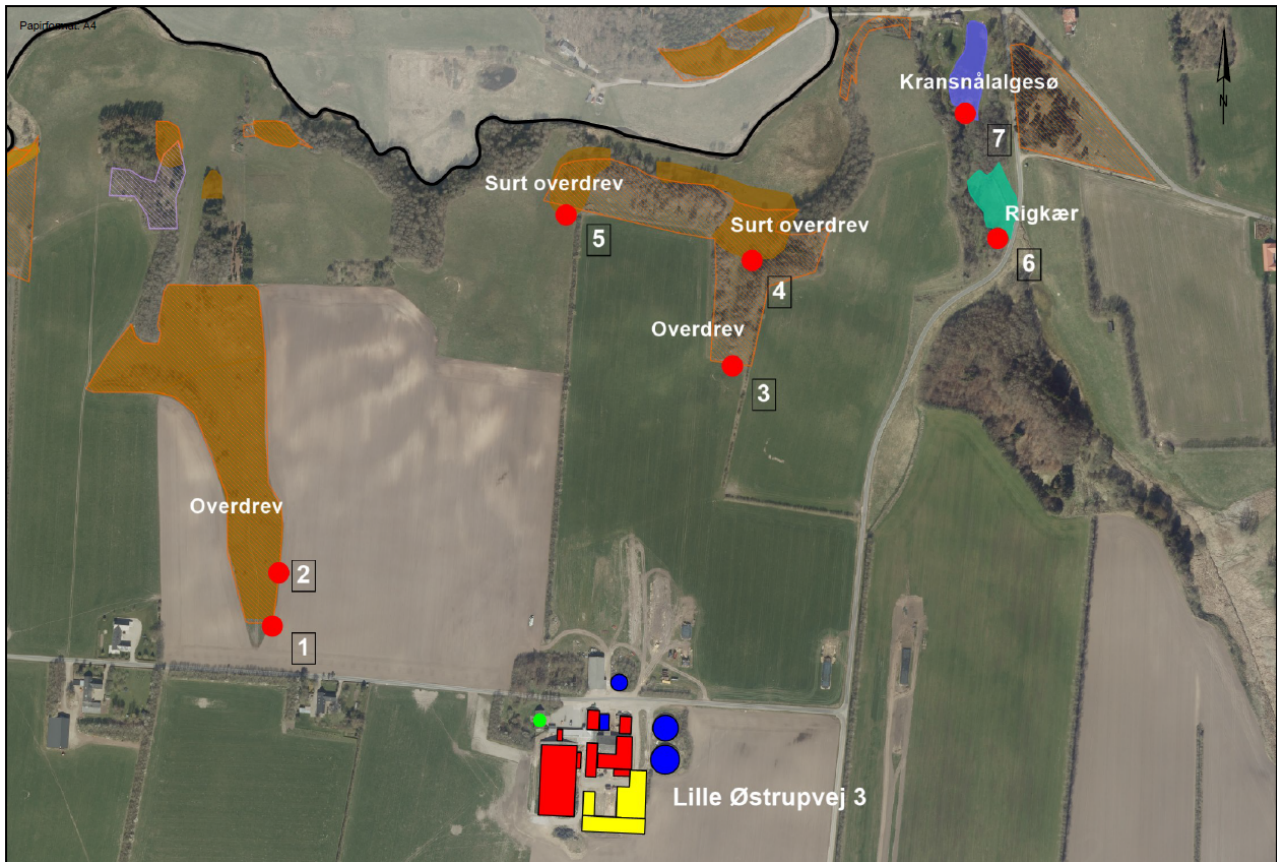 Papirformat: A4
Kransnålalgesø
N
7
Surt overdrev
Rigkær
Surt overdrev
5
6
4
Overdrev
3
Overdrev
2
1
Lille Østrupvej 3